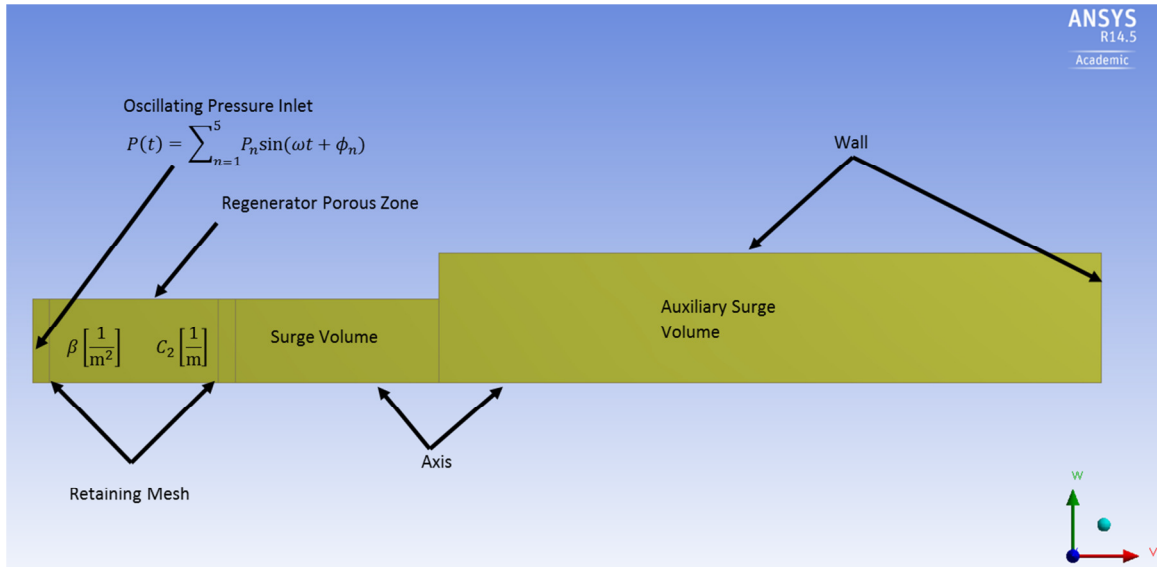 ANSYS
R14.5
Academic
Oscillating Pressure Inlet
P(t) = ∑_{n=1}^{5} P_n sin(ωt + ϕ_n)
Wall
Regenerator Porous Zone
Auxiliary Surge
Volume
β [1/m²] C₂ [1/m]
Surge Volume
Axis
Retaining Mesh
W
V